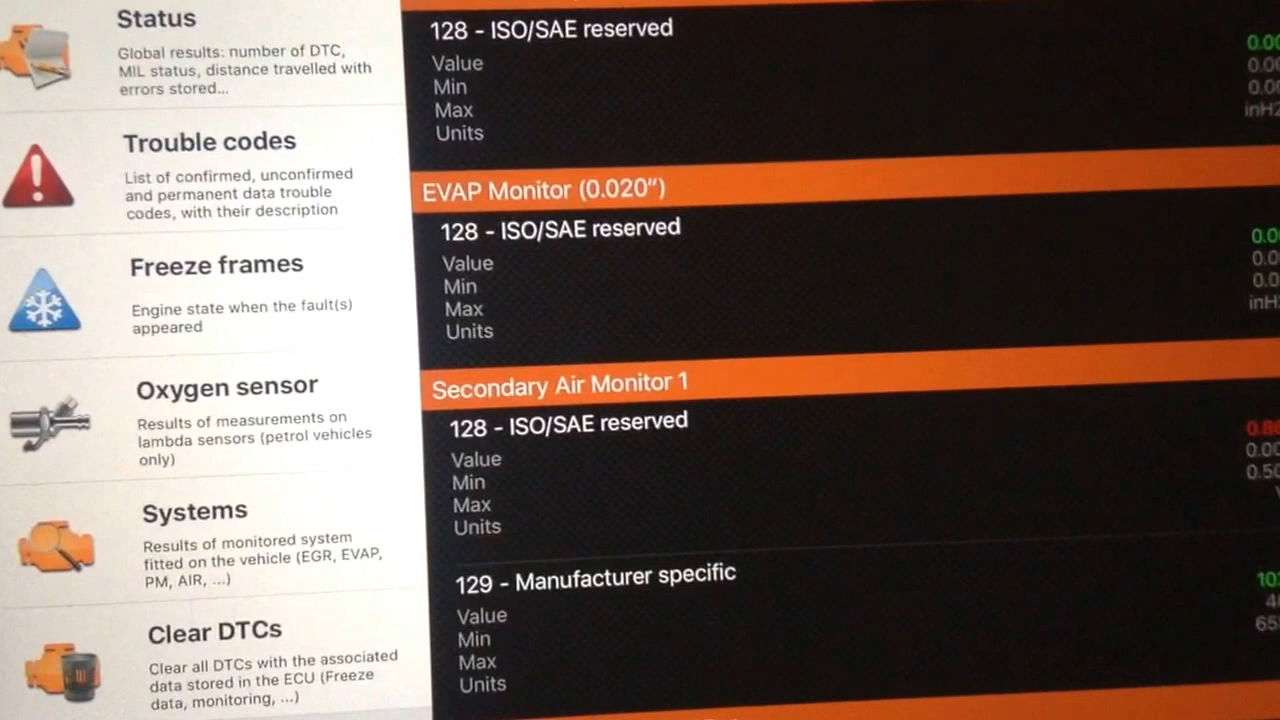 Status
Global results: number of DTC,
MIL status, distance travelled with
errors stored...
Trouble codes
List of confirmed, unconfirmed
and permanent data trouble
codes, with their description
Freeze frames
Engine state when the fault(s)
appeared
Oxygen sensor
Results of measurements on
lambda sensors (petrol vehicles
only)
Systems
Results of monitored system
fitted on the vehicle (EGR, EVAP,
PM, AIR, ...)
Clear DTCs
Clear all DTCs with the associated
data stored in the ECU (Freeze
data, monitoring, ...)
128 - ISO/SAE reserved
Value
Min
Max
Units
EVAP Monitor (0.020")
128 - ISO/SAE reserved
Value
Min
Max
Units
Secondary Air Monitor 1
128 - ISO/SAE reserved
Value
Min
Max
Units
129 - Manufacturer specific
Value
Min
Max
Units